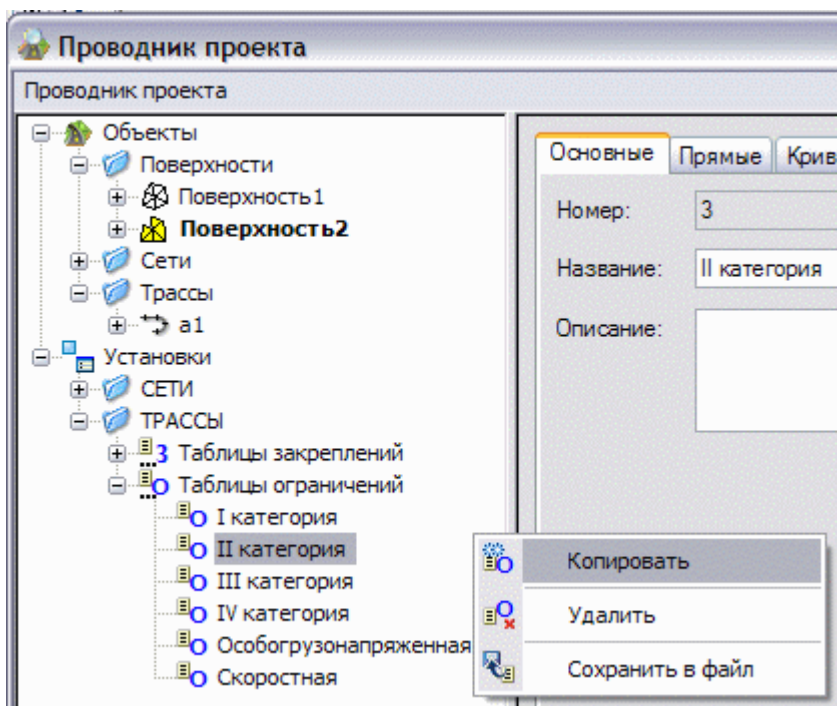 Проводник проекта
Проводник проекта
Объекты
Поверхности
Поверхность1
Поверхность2
Сети
Трассы
а1
Установки
СЕТИ
ТРАССЫ
Таблицы закреплений
Таблицы ограничений
I категория
II категория
III категория
IV категория
Особогрузонапряженная
Скоростная
Основные Прямые Крив
Номер: 3
Название: II категория
Описание:
Копировать
Удалить
Сохранить в файл